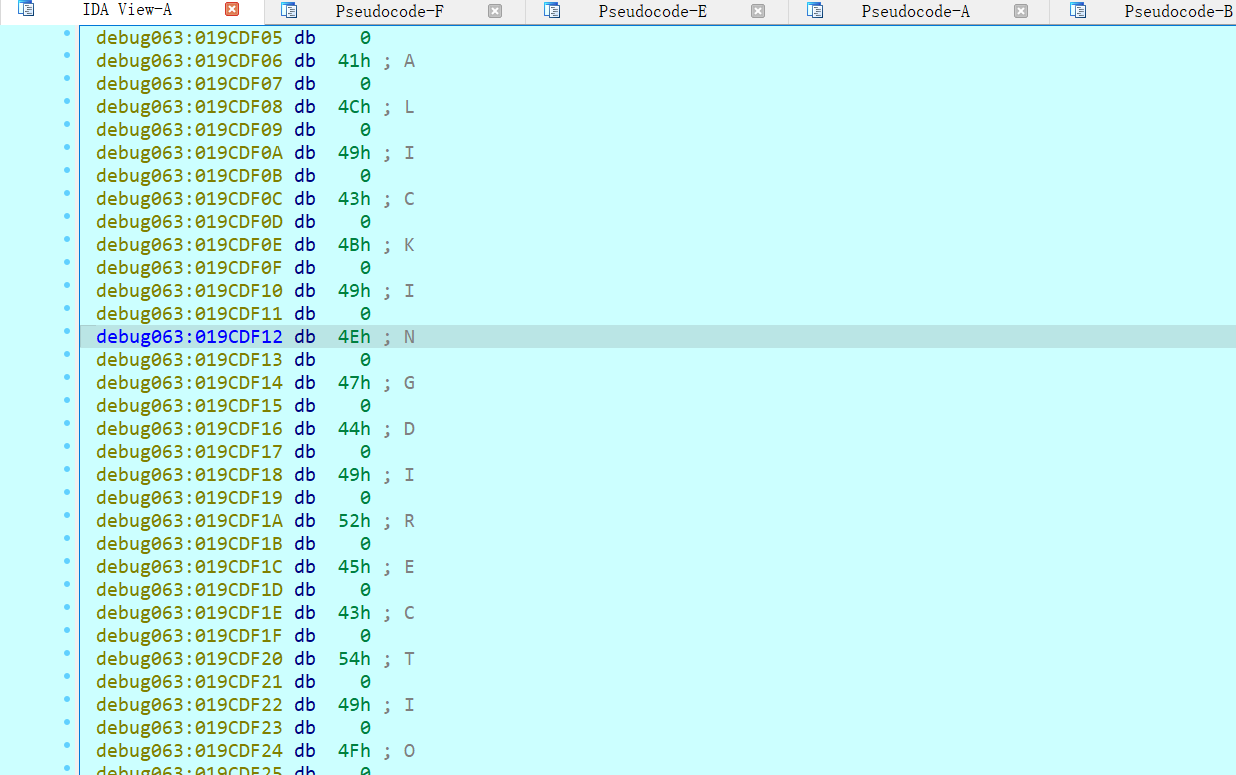 IDA View-A Pseudocode-F Pseudocode-E Pseudocode-A Pseudocode-B
debug063:019CDF05 db 0
debug063:019CDF06 db 41h ; A
debug063:019CDF07 db 0
debug063:019CDF08 db 4Ch ; L
debug063:019CDF09 db 0
debug063:019CDF0A db 49h ; I
debug063:019CDF0B db 0
debug063:019CDF0C db 43h ; C
debug063:019CDF0D db 0
debug063:019CDF0E db 4Bh ; K
debug063:019CDF0F db 0
debug063:019CDF10 db 49h ; I
debug063:019CDF11 db 0
debug063:019CDF12 db 4Eh ; N
debug063:019CDF13 db 0
debug063:019CDF14 db 47h ; G
debug063:019CDF15 db 0
debug063:019CDF16 db 44h ; D
debug063:019CDF17 db 0
debug063:019CDF18 db 49h ; I
debug063:019CDF19 db 0
debug063:019CDF1A db 52h ; R
debug063:019CDF1B db 0
debug063:019CDF1C db 45h ; E
debug063:019CDF1D db 0
debug063:019CDF1E db 43h ; C
debug063:019CDF1F db 0
debug063:019CDF20 db 54h ; T
debug063:019CDF21 db 0
debug063:019CDF22 db 49h ; I
debug063:019CDF23 db 0
debug063:019CDF24 db 4Fh ; O
debug063:019CDF25 db 0